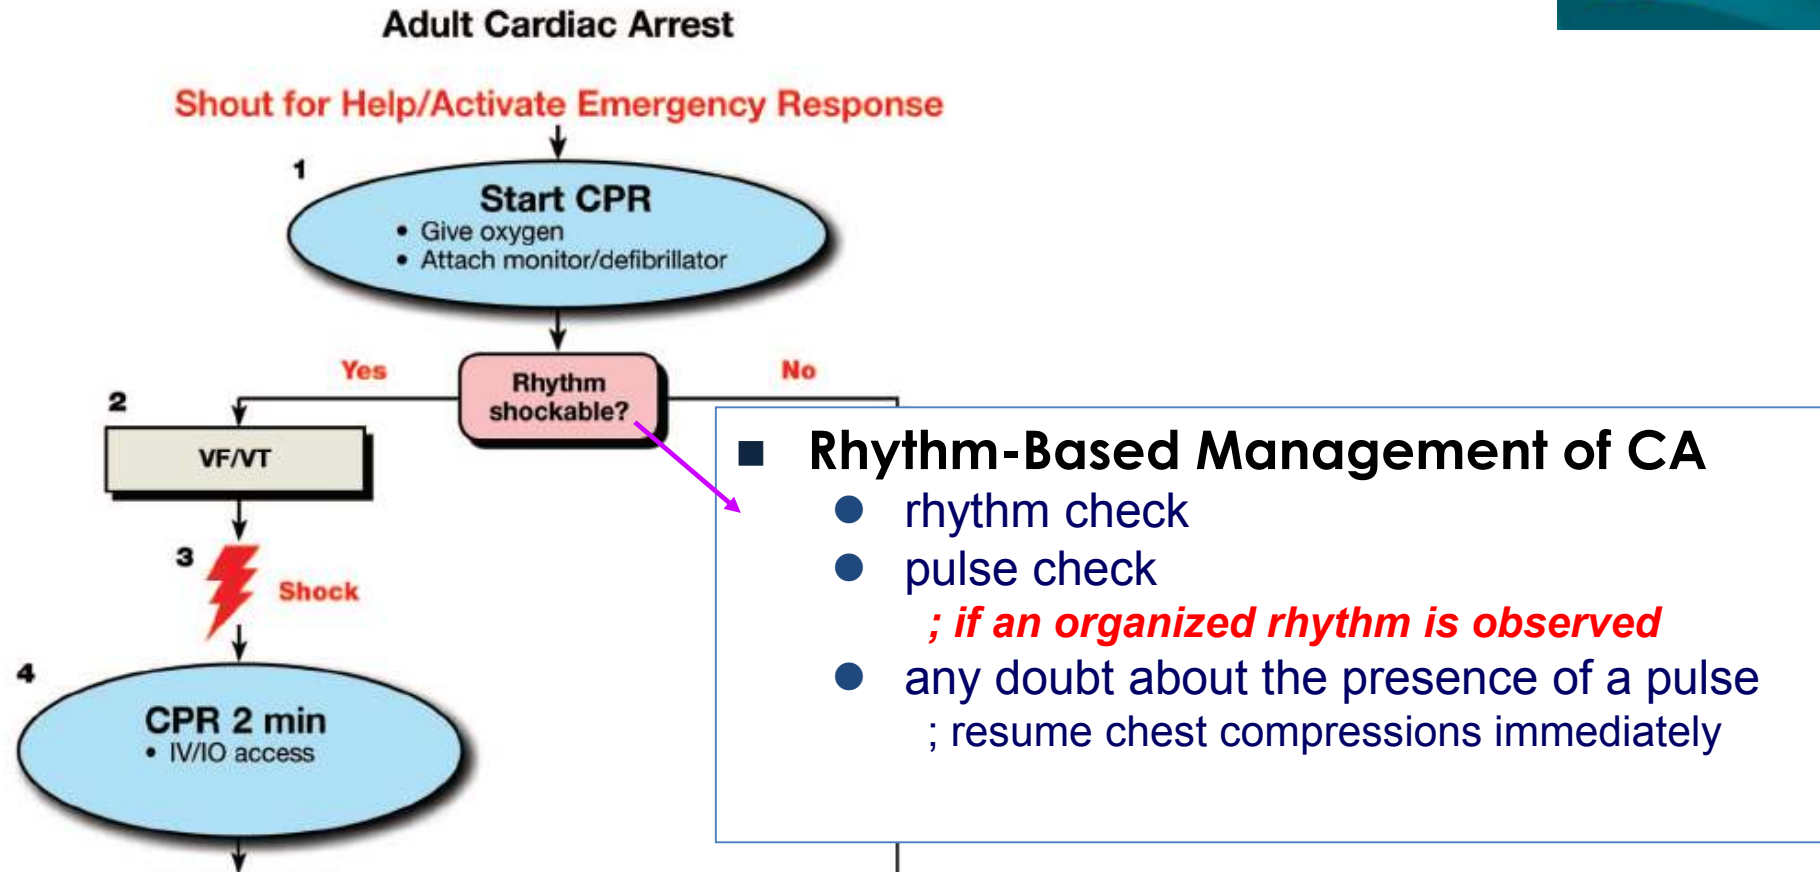 Adult Cardiac Arrest
Shout for Help/Activate Emergency Response
1
Start CPR
• Give oxygen
• Attach monitor/defibrillator
Yes
Rhythm
shockable?
No
2
VF/VT
3
Shock
4
CPR 2 min
• IV/IO access
■ Rhythm-Based Management of CA
● rhythm check
● pulse check
; if an organized rhythm is observed
● any doubt about the presence of a pulse
; resume chest compressions immediately